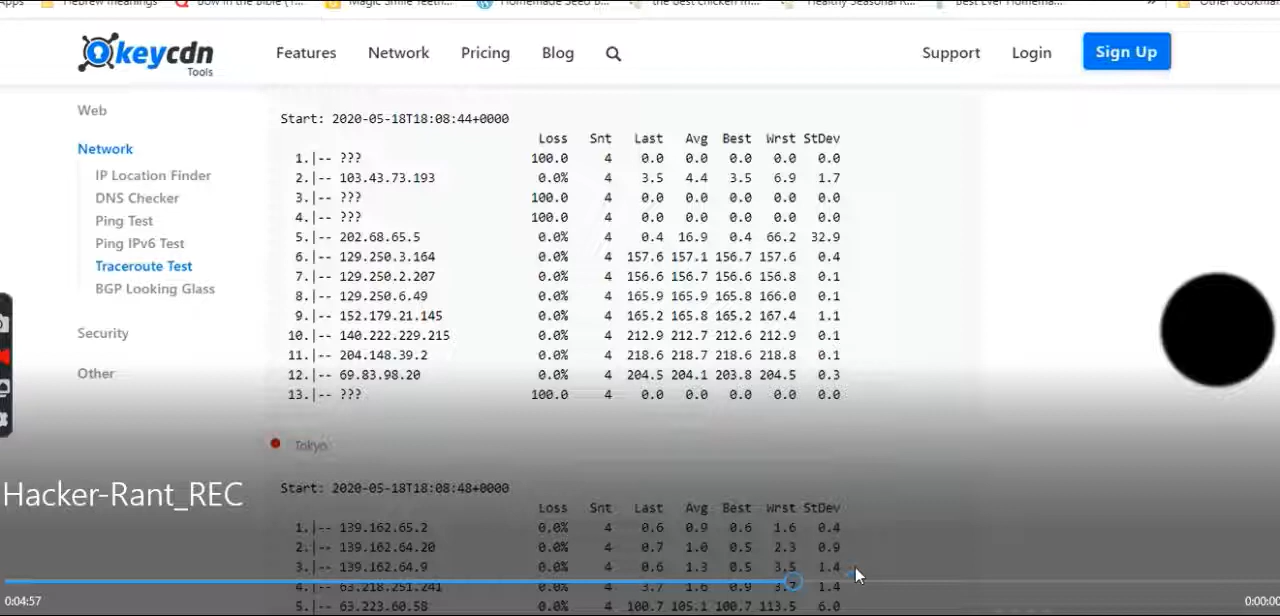 Apps Hebrew meanings Bow in the Bible (... Magic Smile Teeth... Homemade Seed B... the best chicken m... Healthy Seasonal R... Best Ever Homema... » Other bookmar
keycdn Features Network Pricing Blog Support Login Sign Up
Tools
Web
Network
IP Location Finder
DNS Checker
Ping Test
Ping IPv6 Test
Traceroute Test
BGP Looking Glass
Security
Other
Start: 2020-05-18T18:08:44+0000
Loss Snt Last Avg Best Wrst StDev
1.|-- ??? 100.0 4 0.0 0.0 0.0 0.0 0.0
2.|-- 103.43.73.193 0.0% 4 3.5 4.4 3.5 6.9 1.7
3.|-- ??? 100.0 4 0.0 0.0 0.0 0.0 0.0
4.|-- ??? 100.0 4 0.0 0.0 0.0 0.0 0.0
5.|-- 202.68.65.5 0.0% 4 0.4 16.9 0.4 66.2 32.9
6.|-- 129.250.3.164 0.0% 4 157.6 157.1 156.7 157.6 0.4
7.|-- 129.250.2.207 0.0% 4 156.6 156.7 156.6 156.8 0.1
8.|-- 129.250.6.49 0.0% 4 165.9 165.9 165.8 166.0 0.1
9.|-- 152.179.21.145 0.0% 4 165.2 165.8 165.2 167.4 1.1
10.|-- 140.222.229.215 0.0% 4 212.9 212.7 212.6 212.9 0.1
11.|-- 204.148.39.2 0.0% 4 218.6 218.7 218.6 218.8 0.1
12.|-- 69.83.98.20 0.0% 4 204.5 204.1 203.8 204.5 0.3
13.|-- ??? 100.0 4 0.0 0.0 0.0 0.0 0.0
Tokyo
Hacker-Rant_REC
Start: 2020-05-18T18:08:48+0000
Loss Snt Last Avg Best Wrst StDev
1.|-- 139.162.65.2 0.0% 4 0.6 0.9 0.6 1.6 0.4
2.|-- 139.162.64.20 0.0% 4 0.7 1.0 0.5 2.3 0.9
3.|-- 139.162.64.9 0.0% 4 0.6 1.3 0.5 3.5 1.4
4.|-- 63.218.251.241 0.0% 4 3.7 1.6 0.9 3.7 1.4
5.|-- 63.223.60.58 0.0% 4 100.7 105.1 100.7 113.5 6.0
0:04:57 0:00:00